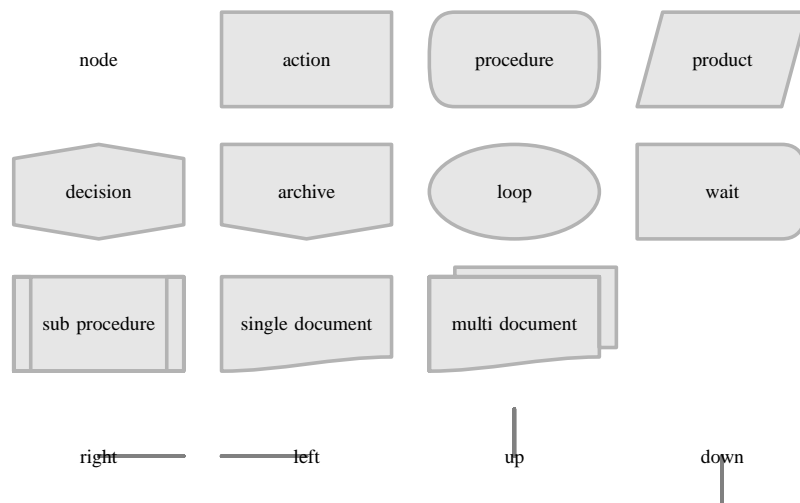 node
action
procedure
product
decision
archive
loop
wait
sub procedure
single document
multi document
right
left
up
down